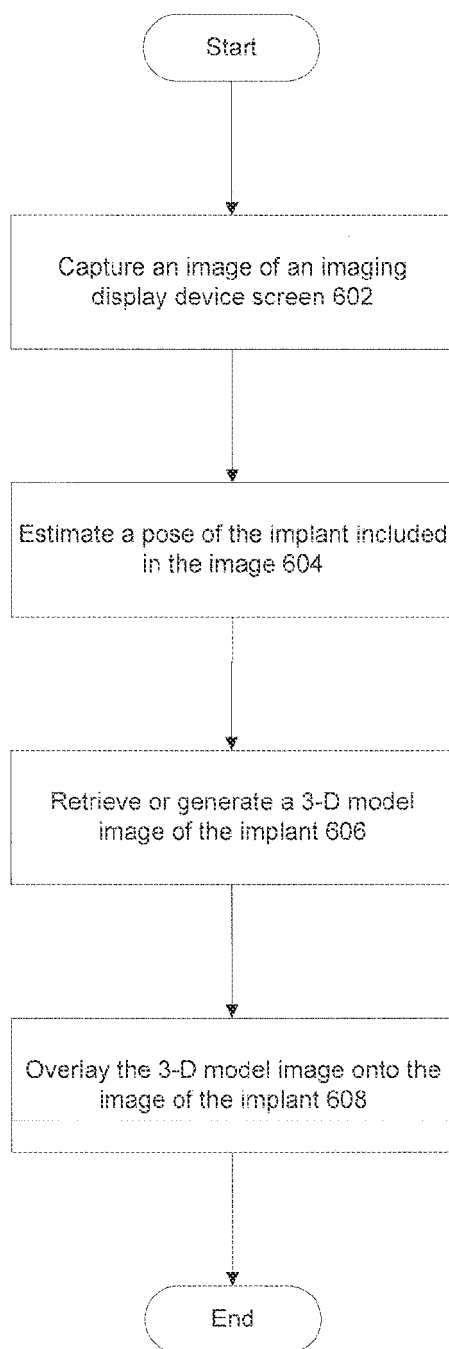 Start
Capture an image of an imaging
display device screen 602
Estimate a pose of the implant included
in the image 604
Retrieve or generate a 3-D model
image of the implant 606
Overlay the 3-D model image onto the
image of the implant 608
End